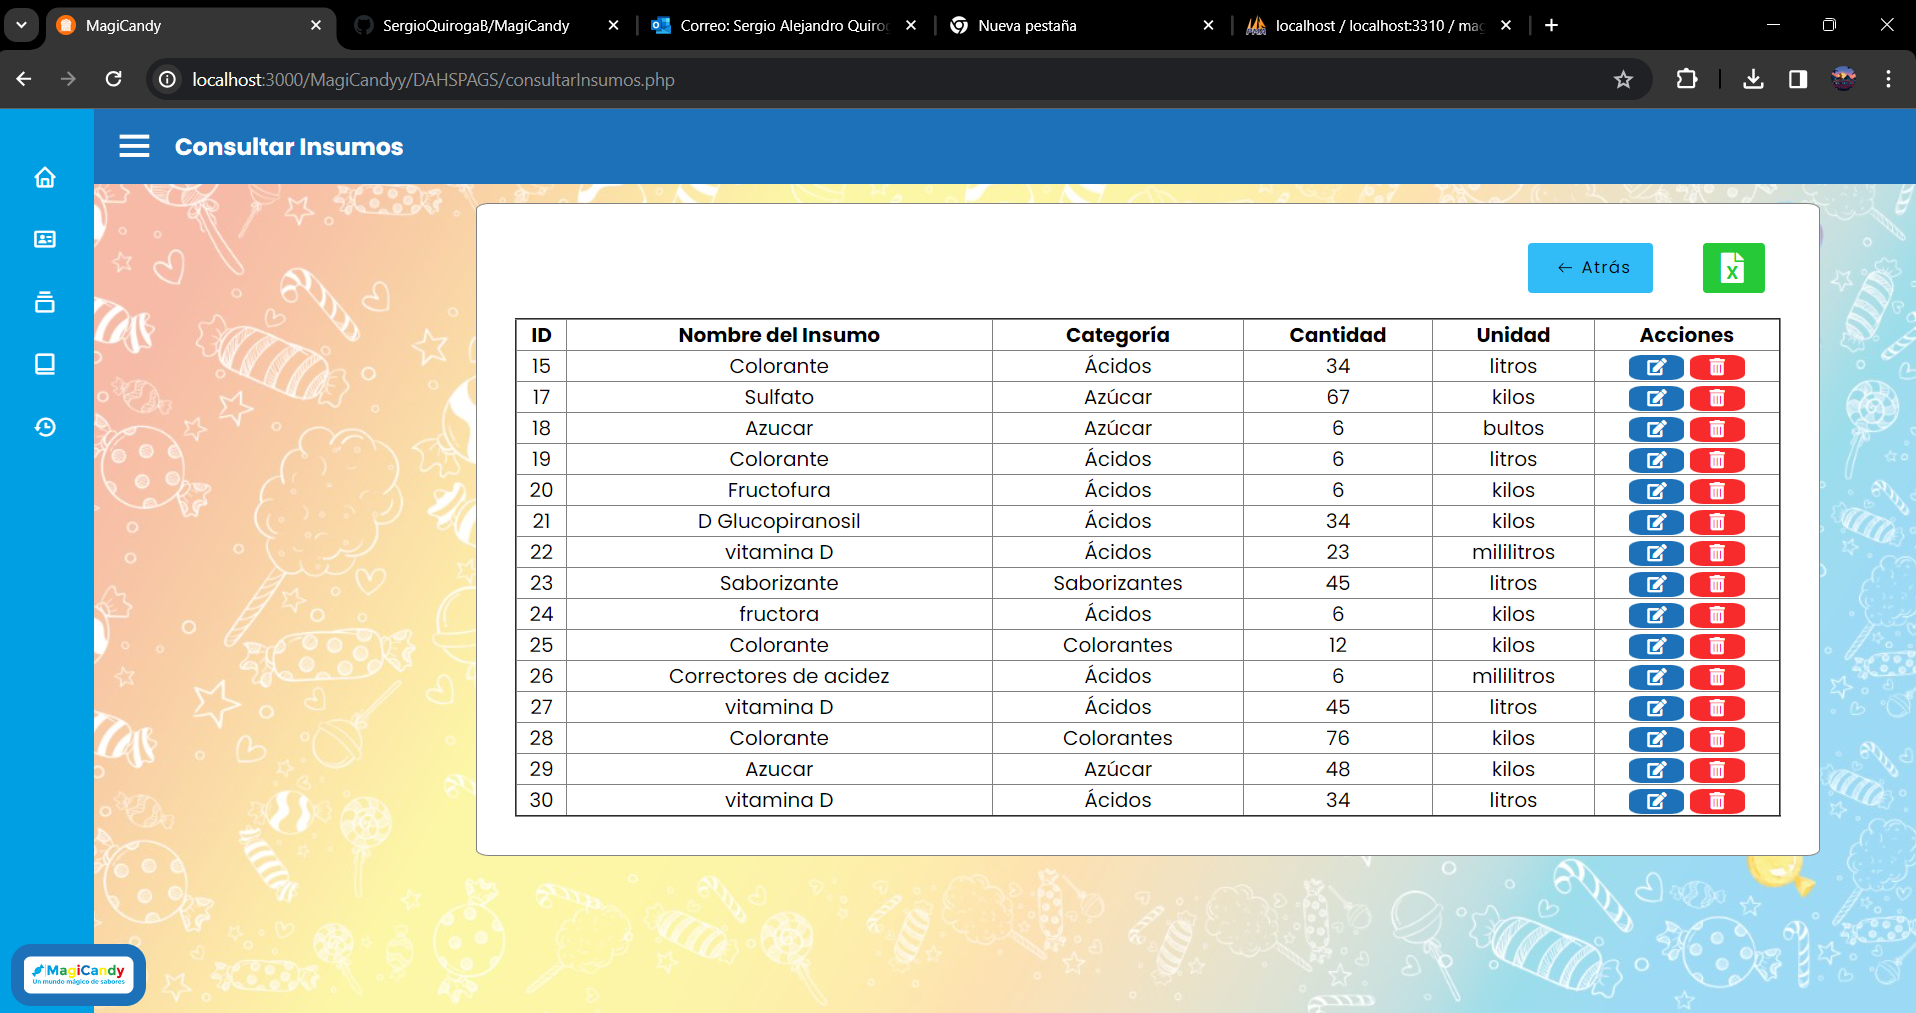 MagiCandy
SergioQuirogaB/MagiCandy
Correo: Sergio Alejandro Quirog
Nueva pestaña
localhost / localhost:3310 / mag
localhost:3000/MagiCandyy/DAHSPAGS/consultarInsumos.php
Consultar Insumos
← Atrás
ID Nombre del Insumo Categoría Cantidad Unidad Acciones
15 Colorante Ácidos 34 litros
17 Sulfato Azúcar 67 kilos
18 Azucar Azúcar 6 bultos
19 Colorante Ácidos 6 litros
20 Fructofura Ácidos 6 kilos
21 D Glucopiranosil Ácidos 34 kilos
22 vitamina D Ácidos 23 mililitros
23 Saborizante Saborizantes 45 litros
24 fructora Ácidos 6 kilos
25 Colorante Colorantes 12 kilos
26 Correctores de acidez Ácidos 6 mililitros
27 vitamina D Ácidos 45 litros
28 Colorante Colorantes 76 kilos
29 Azucar Azúcar 48 kilos
30 vitamina D Ácidos 34 litros
MagiCandy
Un mundo mágico de sabores